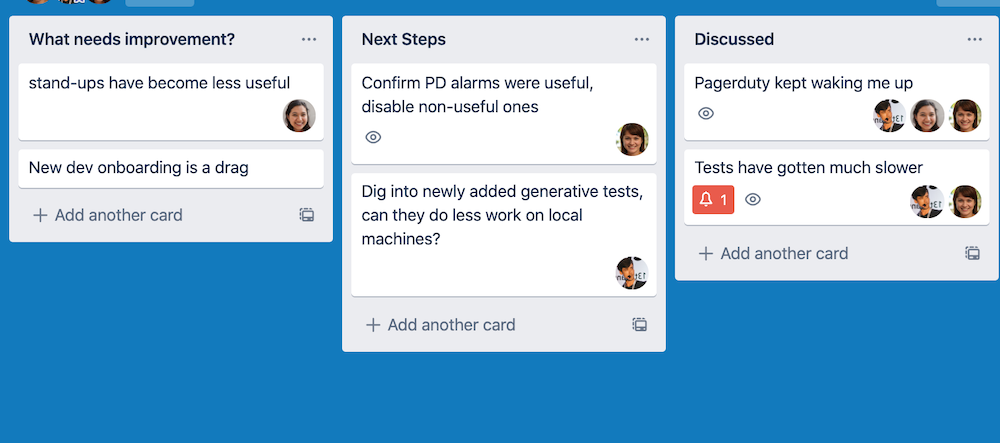 What needs improvement?
stand-ups have become less useful
New dev onboarding is a drag
Add another card
Next Steps
Confirm PD alarms were useful,
disable non-useful ones
Dig into newly added generative tests,
can they do less work on local
machines?
Add another card
Discussed
Pagerduty kept waking me up
Tests have gotten much slower
1
Add another card